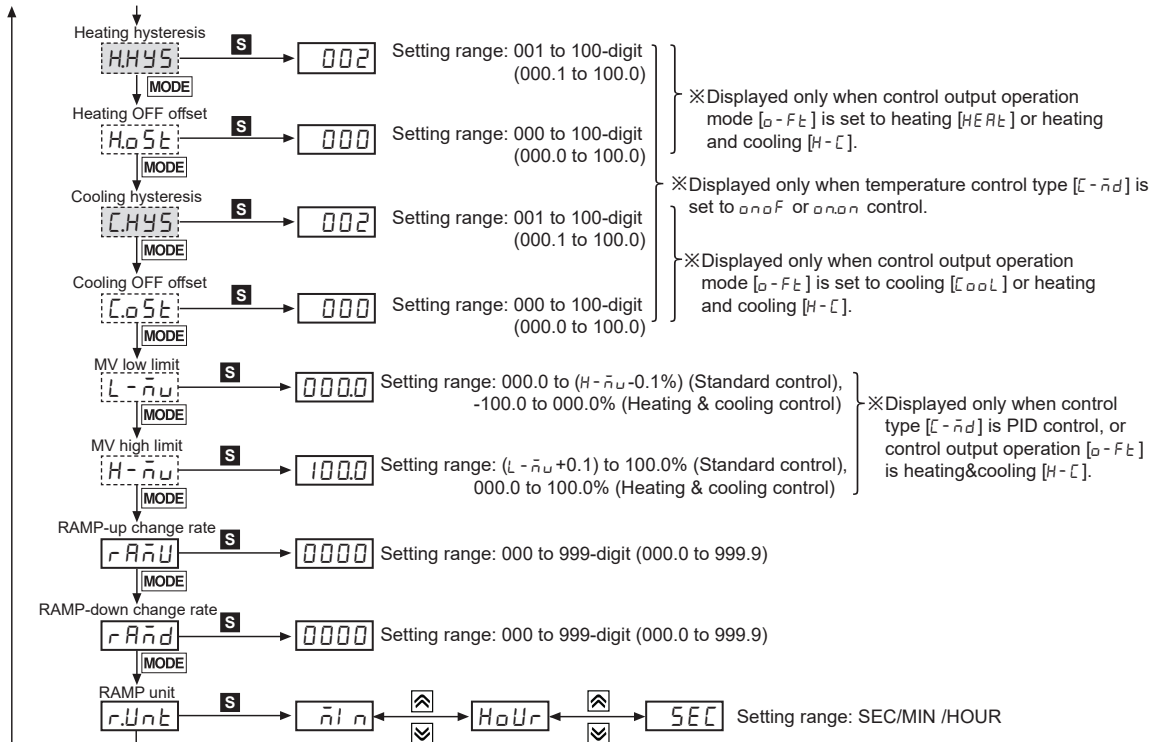 Heating hysteresis
H.HYS
S
002
Setting range: 001 to 100-digit
(000.1 to 100.0)
MODE
※Displayed only when control output operation
mode [o-Ft] is set to heating [HEAt] or heating
and cooling [H-C].
Heating OFF offset
H.oSt
S
000
Setting range: 000 to 100-digit
(000.0 to 100.0)
MODE
※Displayed only when temperature control type [C-md] is
set to onoF or on.on control.
Cooling hysteresis
C.HYS
S
002
Setting range: 001 to 100-digit
(000.1 to 100.0)
MODE
※Displayed only when control output operation
mode [o-Ft] is set to cooling [CooL] or heating
and cooling [H-C].
Cooling OFF offset
C.oSt
S
000
Setting range: 000 to 100-digit
(000.0 to 100.0)
MODE
MV low limit
L-mv
S
000.0
Setting range: 000.0 to (H-mv-0.1%) (Standard control),
-100.0 to 000.0% (Heating & cooling control)
MODE
※Displayed only when control
type [C-md] is PID control, or
control output operation [o-Ft]
is heating&cooling [H-C].
MV high limit
H-mv
S
100.0
Setting range: (L-mv+0.1) to 100.0% (Standard control),
000.0 to 100.0% (Heating & cooling control)
MODE
RAMP-up change rate
rAmU
S
0000
Setting range: 000 to 999-digit (000.0 to 999.9)
MODE
RAMP-down change rate
rAmd
S
0000
Setting range: 000 to 999-digit (000.0 to 999.9)
MODE
RAMP unit
r.Unt
S
mIn
HoUr
SEC
Setting range: SEC/MIN /HOUR